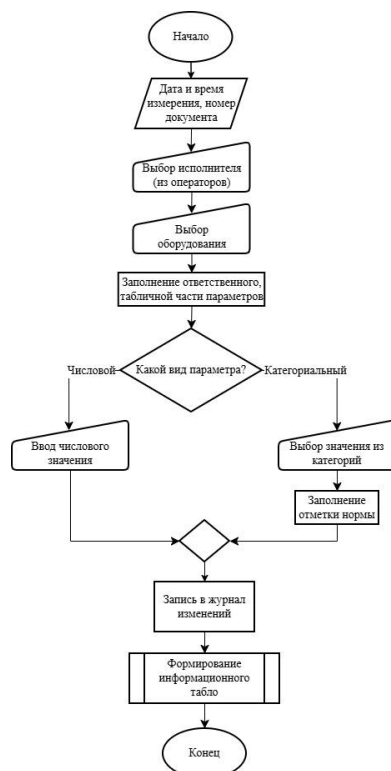 Начало
Дата и время
измерения, номер
документа
Выбор исполнителя
(из операторов)
Выбор
оборудования
Заполнение ответственного,
табличной части параметров
Какой вид параметра?
Числовой
Категориальный
Ввод числового
значения
Выбор значения из
категорий
Заполнение
отметки нормы
Запись в журнал
изменений
Формирование
информационного
табло
Конец